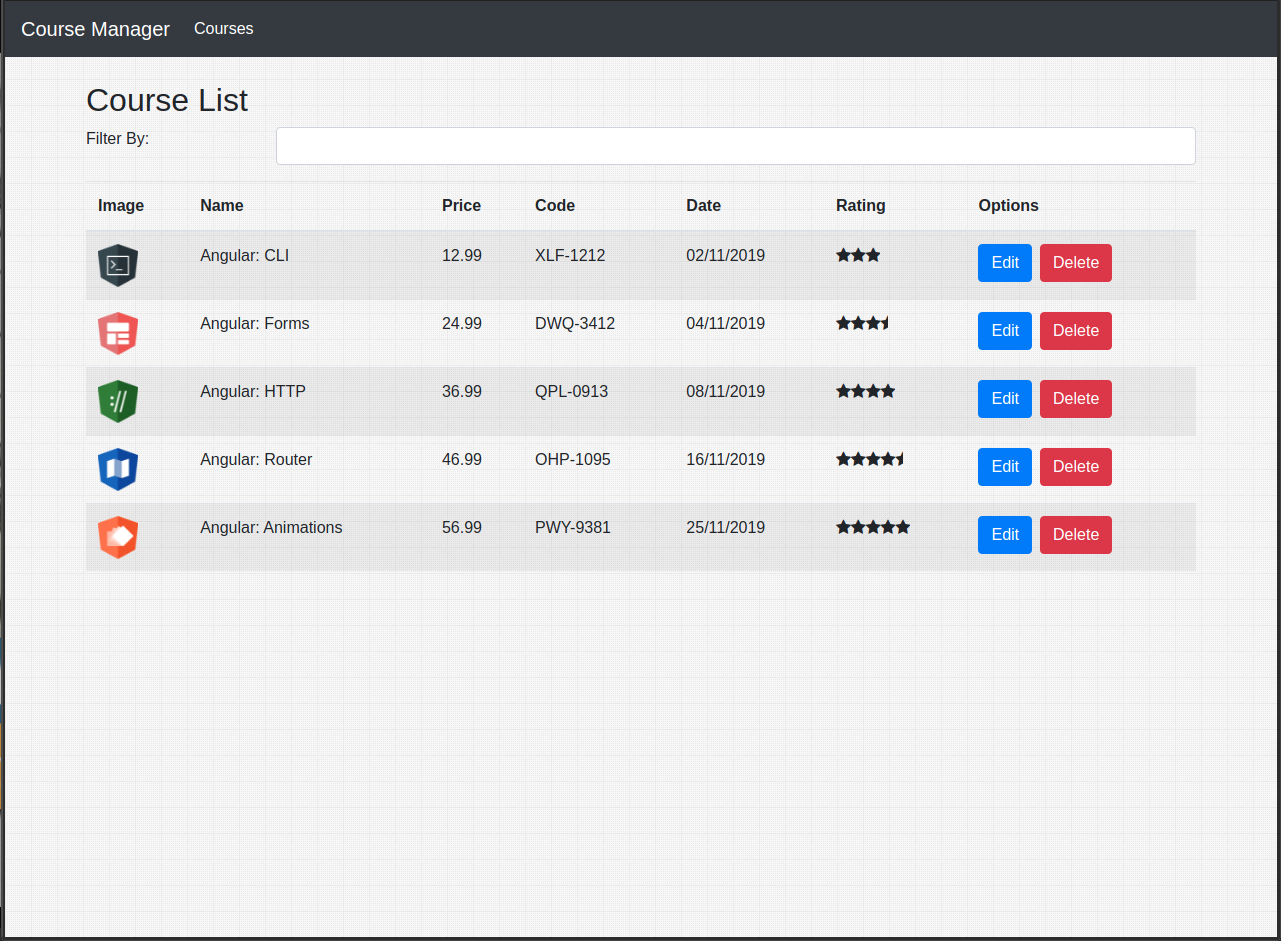 Course Manager Courses
Course List
Filter By:
Image Name Price Code Date Rating Options
Angular: CLI 12.99 XLF-1212 02/11/2019 Edit Delete
Angular: Forms 24.99 DWQ-3412 04/11/2019 Edit Delete
Angular: HTTP 36.99 QPL-0913 08/11/2019 Edit Delete
Angular: Router 46.99 OHP-1095 16/11/2019 Edit Delete
Angular: Animations 56.99 PWY-9381 25/11/2019 Edit Delete